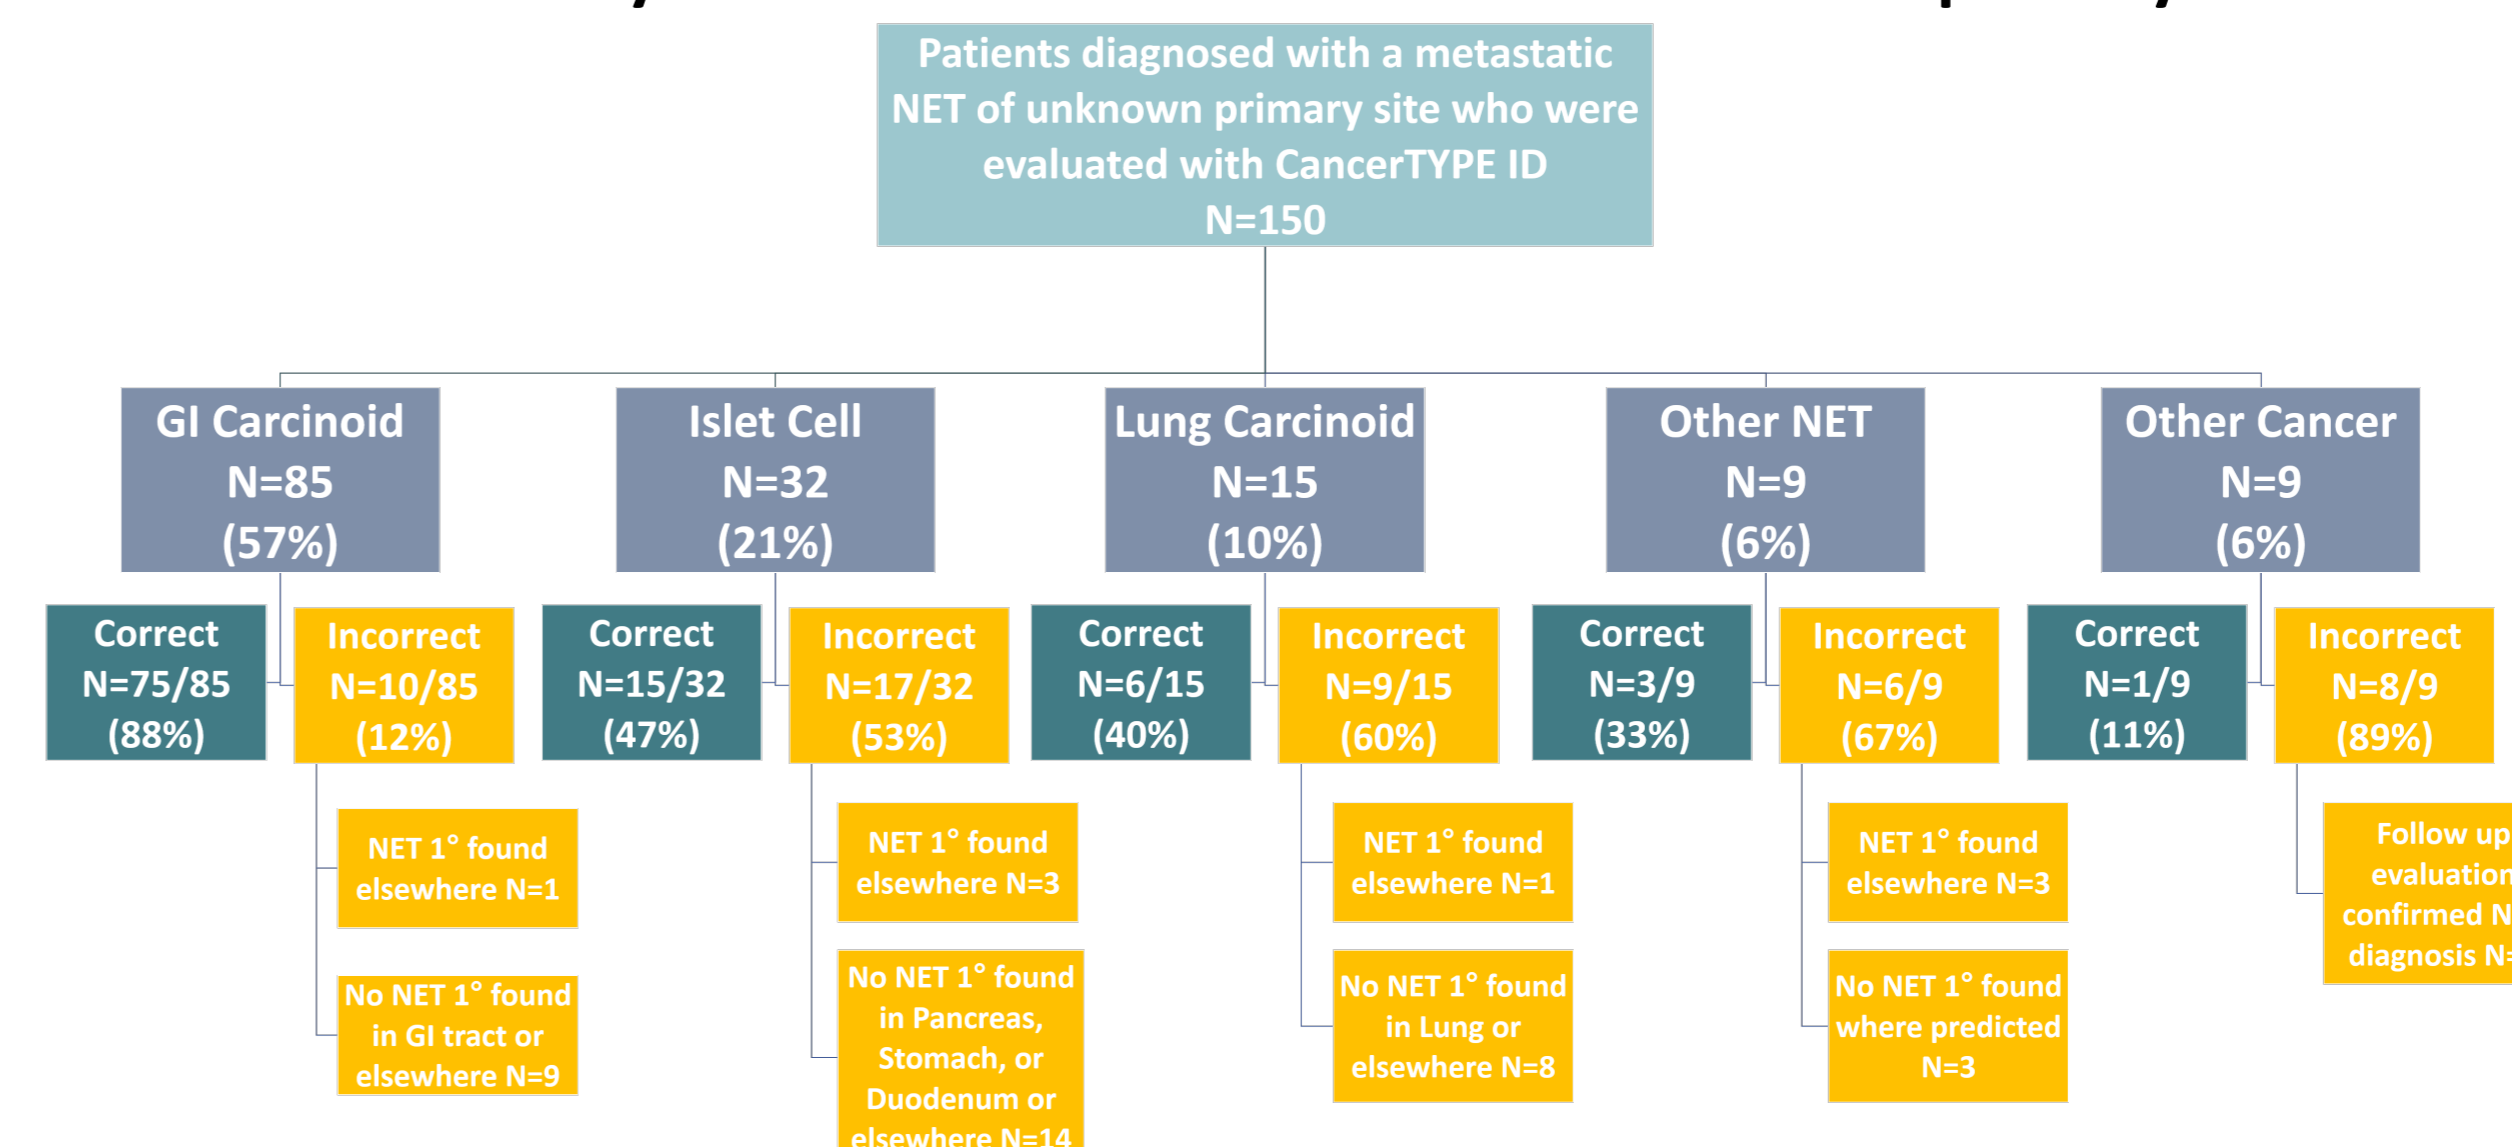 Patients diagnosed with a metastatic
NET of unknown primary site who were
evaluated with CancerTYPE ID
N=150
GI Carcinoid
N=85
(57%)
Islet Cell
N=32
(21%)
Lung Carcinoid
N=15
(10%)
Other NET
N=9
(6%)
Other Cancer
N=9
(6%)
Correct
N=75/85
(88%)
Incorrect
N=10/85
(12%)
Correct
N=15/32
(47%)
Incorrect
N=17/32
(53%)
Correct
N=6/15
(40%)
Incorrect
N=9/15
(60%)
Correct
N=3/9
(33%)
Incorrect
N=6/9
(67%)
Correct
N=1/9
(11%)
Incorrect
N=8/9
(89%)
NET 1° found
elsewhere N=1
No NET 1° found
in GI tract or
elsewhere N=9
NET 1° found
elsewhere N=3
No NET 1° found
in Pancreas,
Stomach, or
Duodenum or
elsewhere N=14
NET 1° found
elsewhere N=1
No NET 1° found
in Lung or
elsewhere N=8
NET 1° found
elsewhere N=3
No NET 1° found
where predicted
N=3
Follow up
evaluation
confirmed
diagnosis